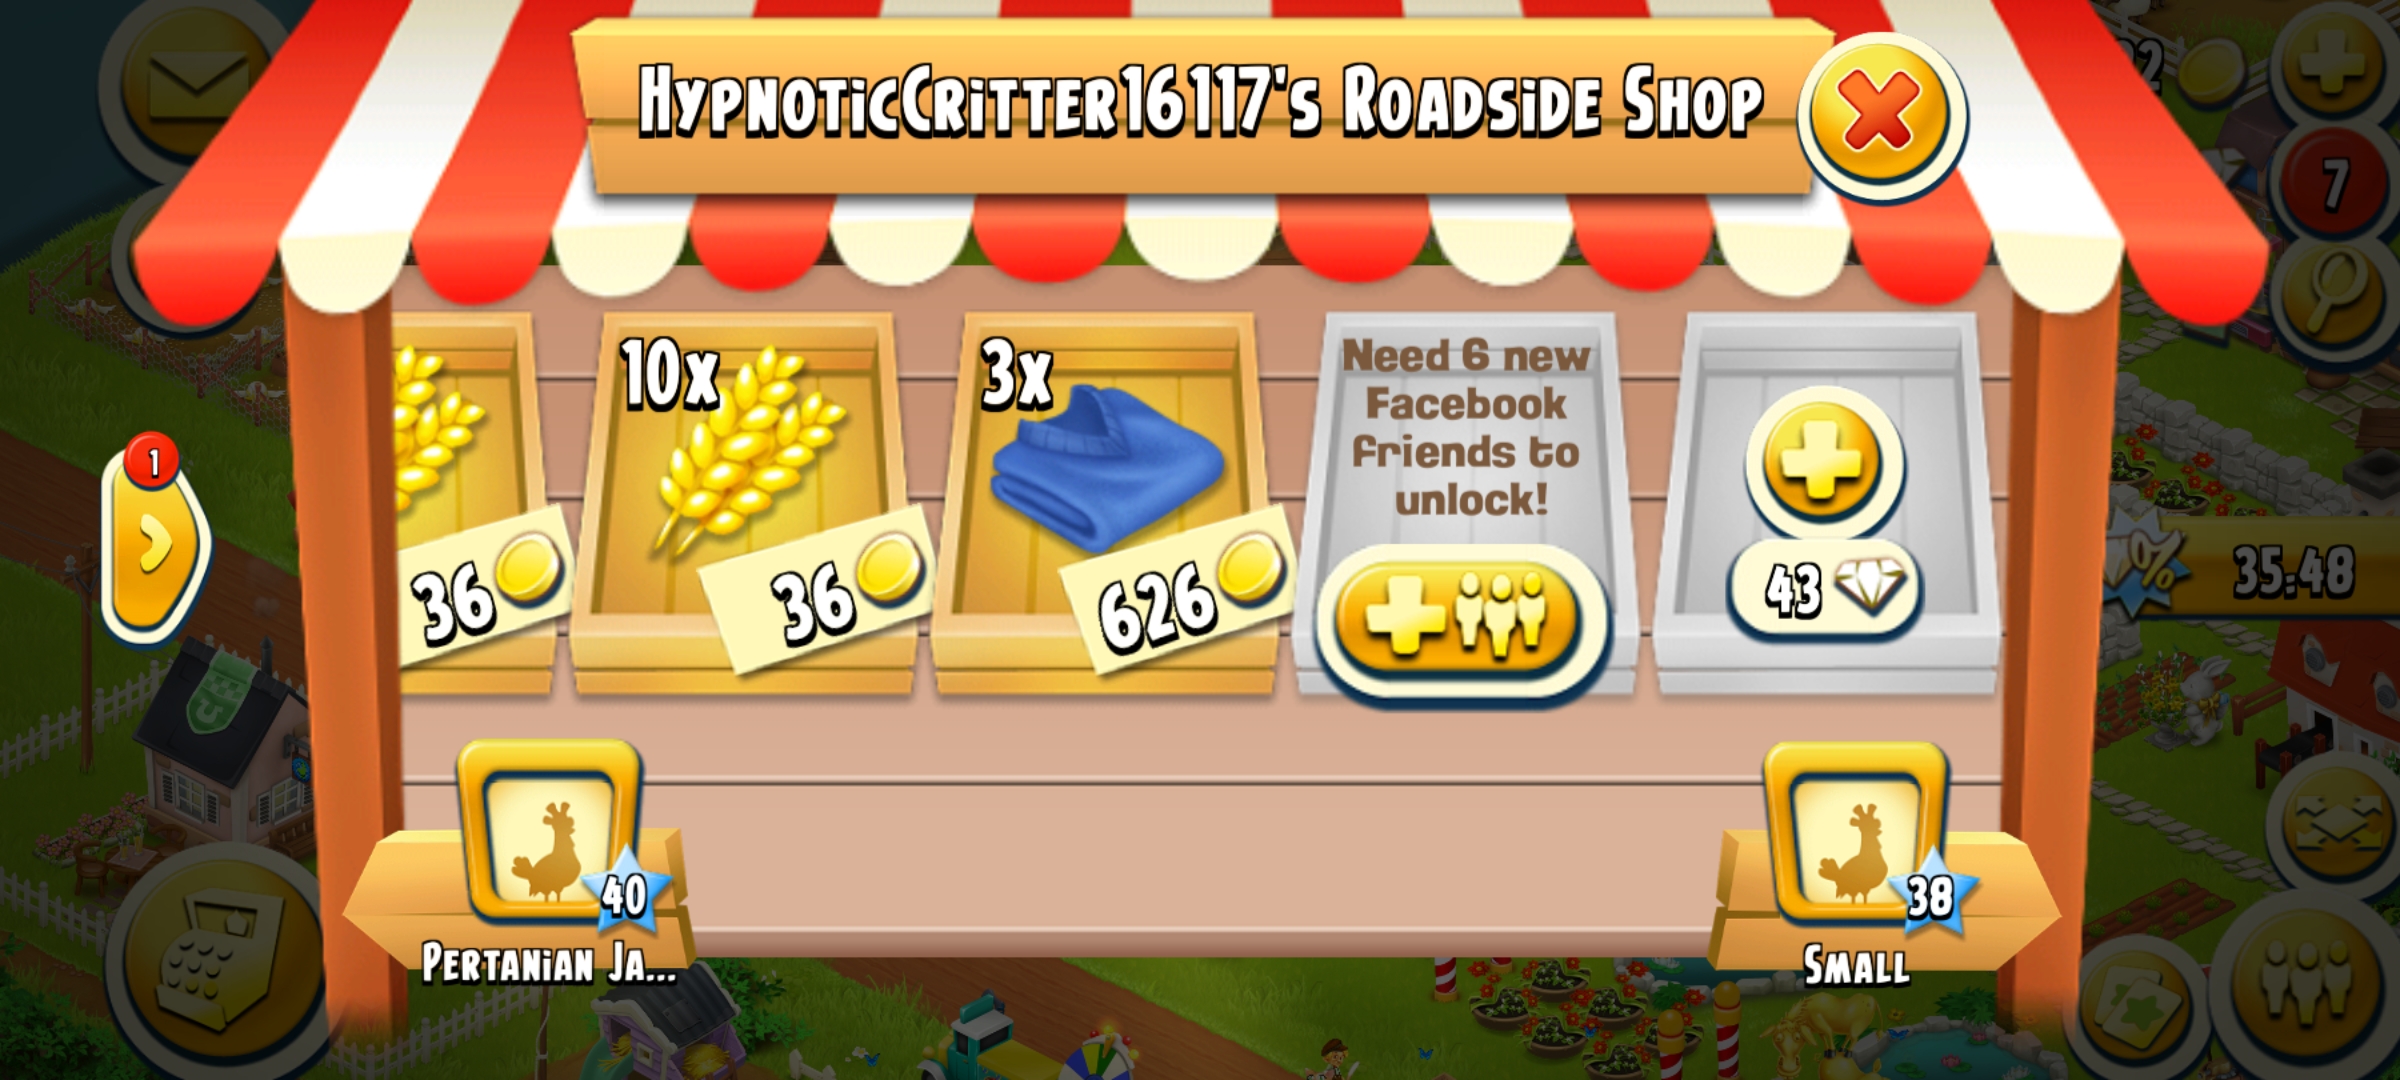 HypnoticCritter16117's Roadside Shop
7
10x
3x
Need 6 new
Facebook
friends to
unlock!
1
36
36
626
43
35:48
40
38
Pertanian Ja...
Small